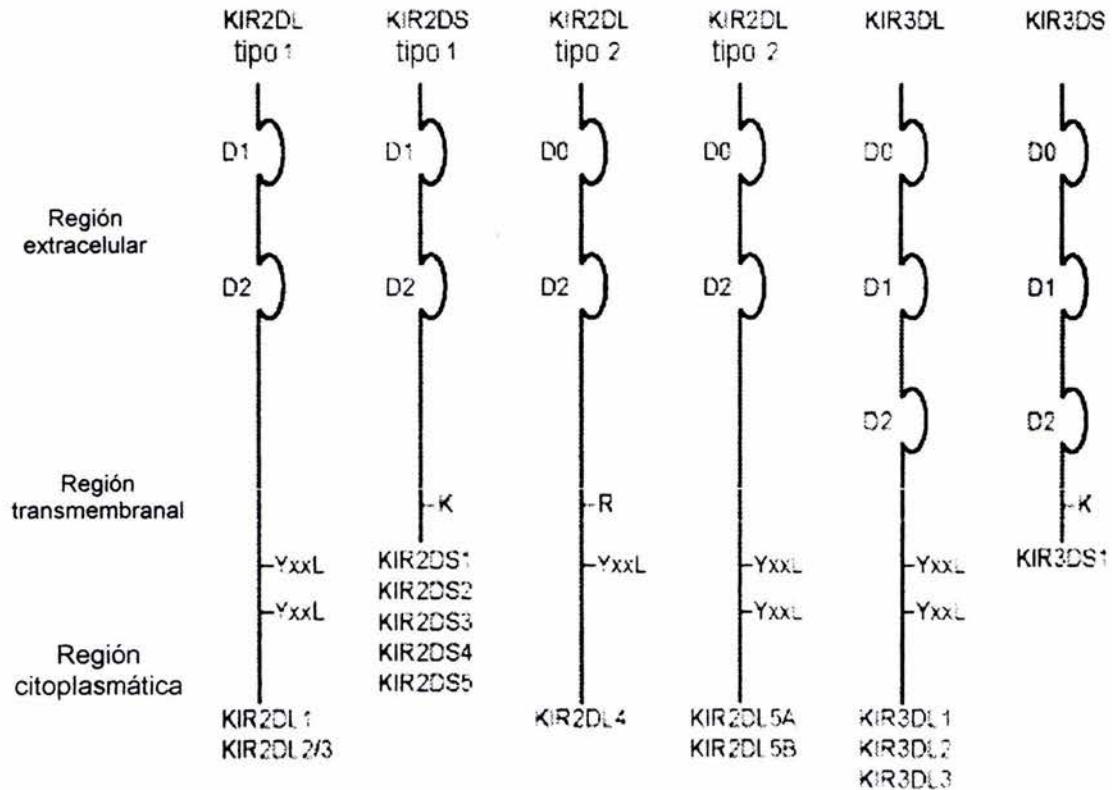 KIR2DL KIR2DS KIR2DL KIR2DL KIR3DL KIR3DS
tipo 1 tipo 1 tipo 2 tipo 2
D1 D1 D0 D0 D0 D0
Región
extracelular
D2 D2 D2 D2 D1 D1
D2 D2
Región
transmembranal
K R K
KIR2DS1
KIR2DS2
KIR2DS3
KIR2DS4
KIR2DS5
YxxL YxxL YxxL YxxL
KIR3DS1
YxxL YxxL YxxL
Región
citoplasmática
KIR2DL1
KIR2DL2/3
KIR2DL4
KIR2DL5A
KIR2DL5B
KIR3DL1
KIR3DL2
KIR3DL3